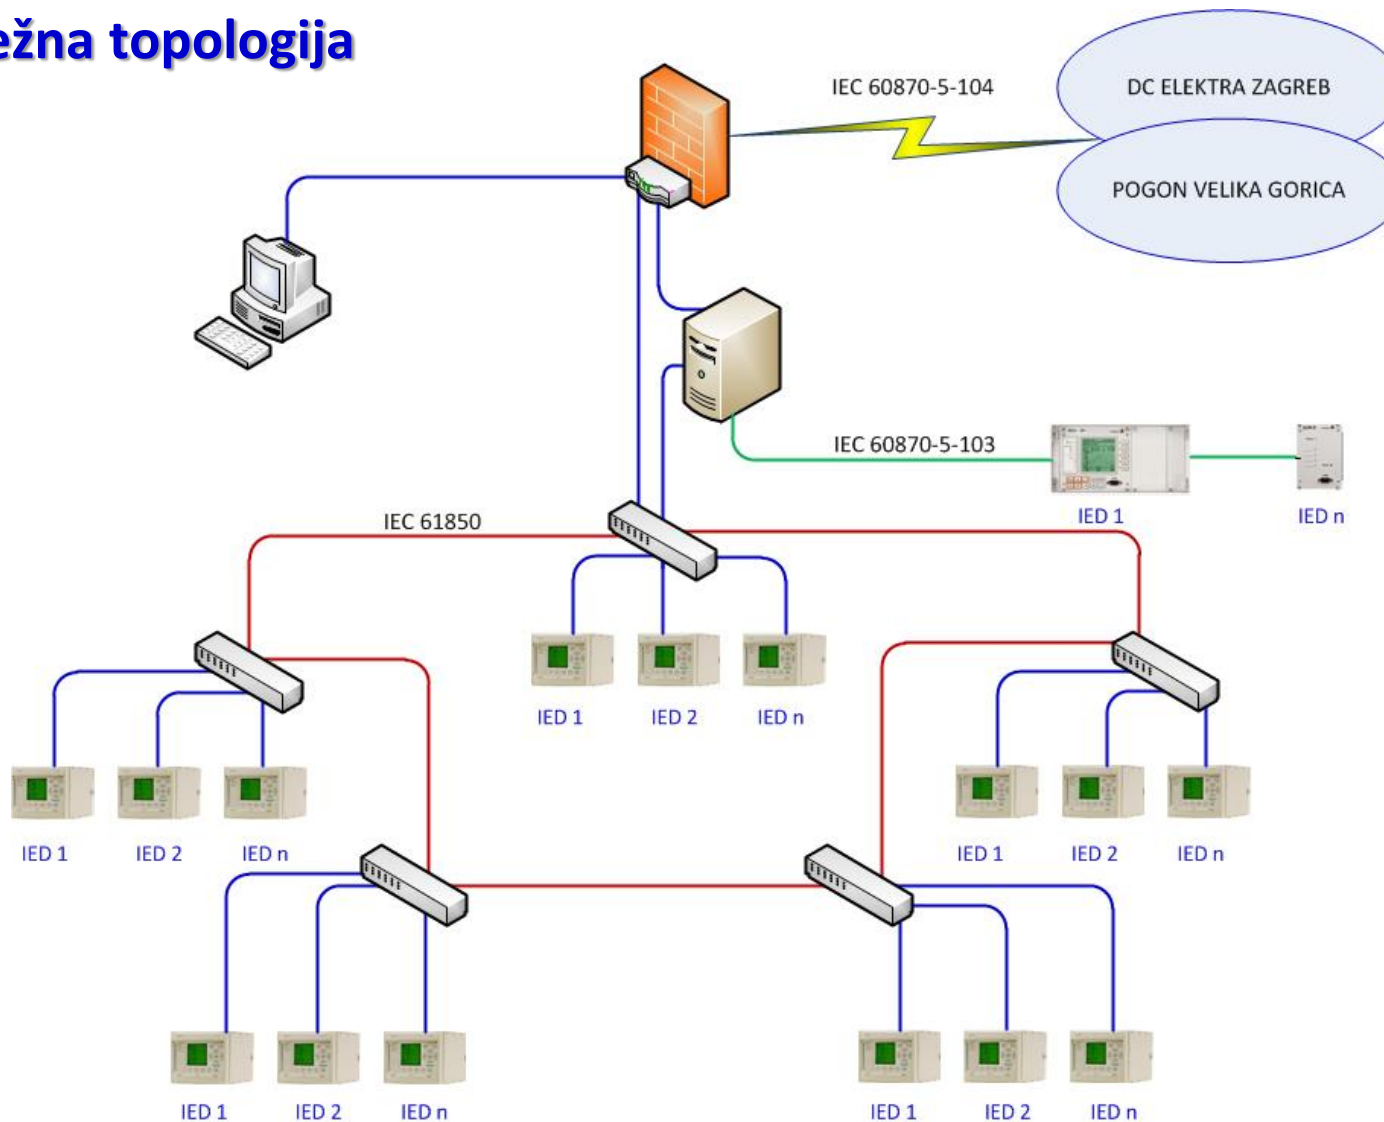 ežna topologija
IEC 60870-5-104
DC ELEKTRA ZAGREB
POGON VELIKA GORICA
IEC 60870-5-103
IED 1
IED n
IEC 61850
IED 1
IED 2
IED n
IED 1
IED 2
IED n
IED 1
IED 2
IED n
IED 1
IED 2
IED n
IED 1
IED 2
IED n